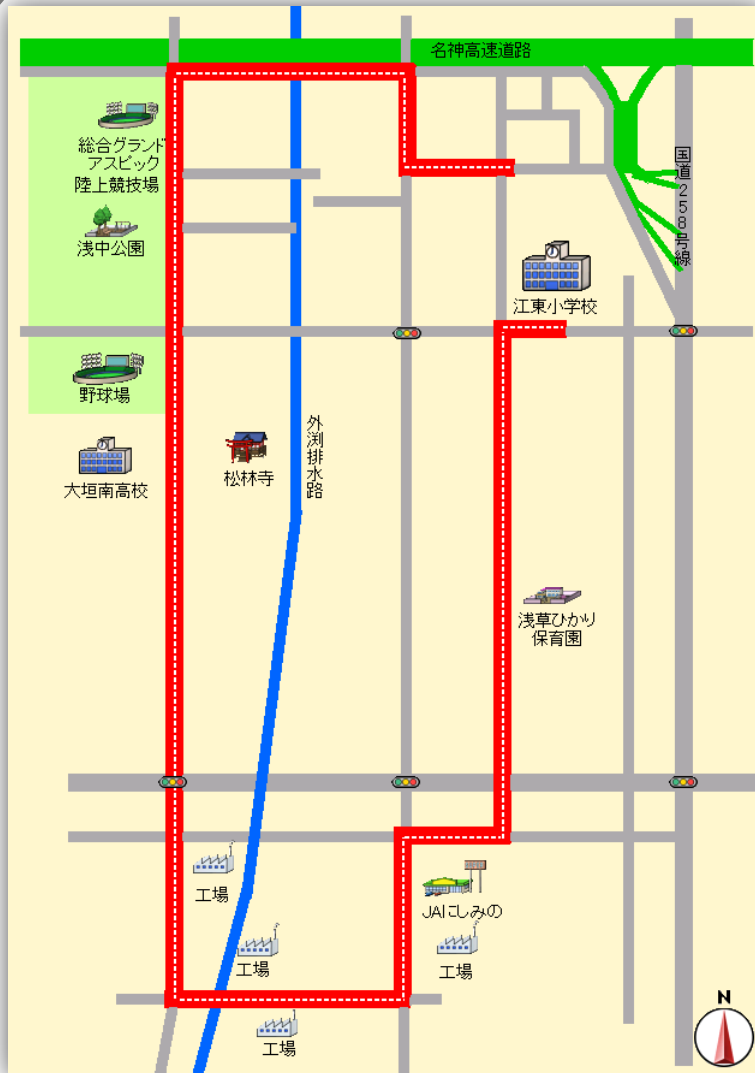 名神高速道路
総合グランド
アスピック
陸上競技場
国道258号線
浅中公園
江東小学校
野球場
外渕排水路
松林寺
大垣南高校
浅草ひかり
保育園
工場
JAにしみの
工場
工場
工場
N